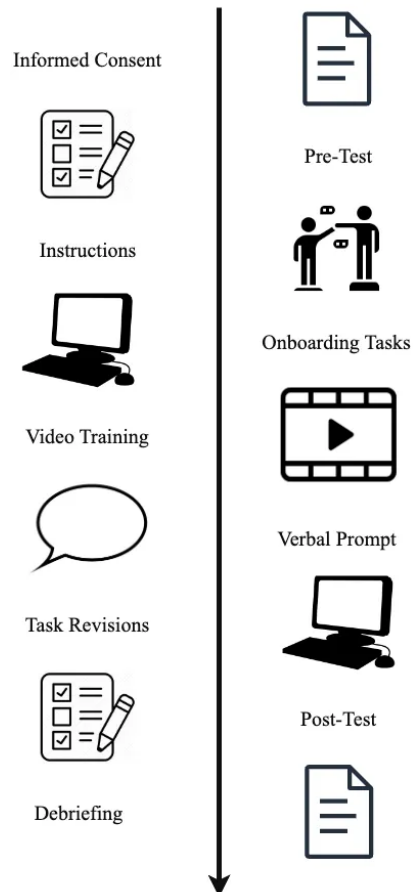 Informed Consent
Pre-Test
Instructions
Onboarding Tasks
Video Training
Verbal Prompt
Task Revisions
Post-Test
Debriefing